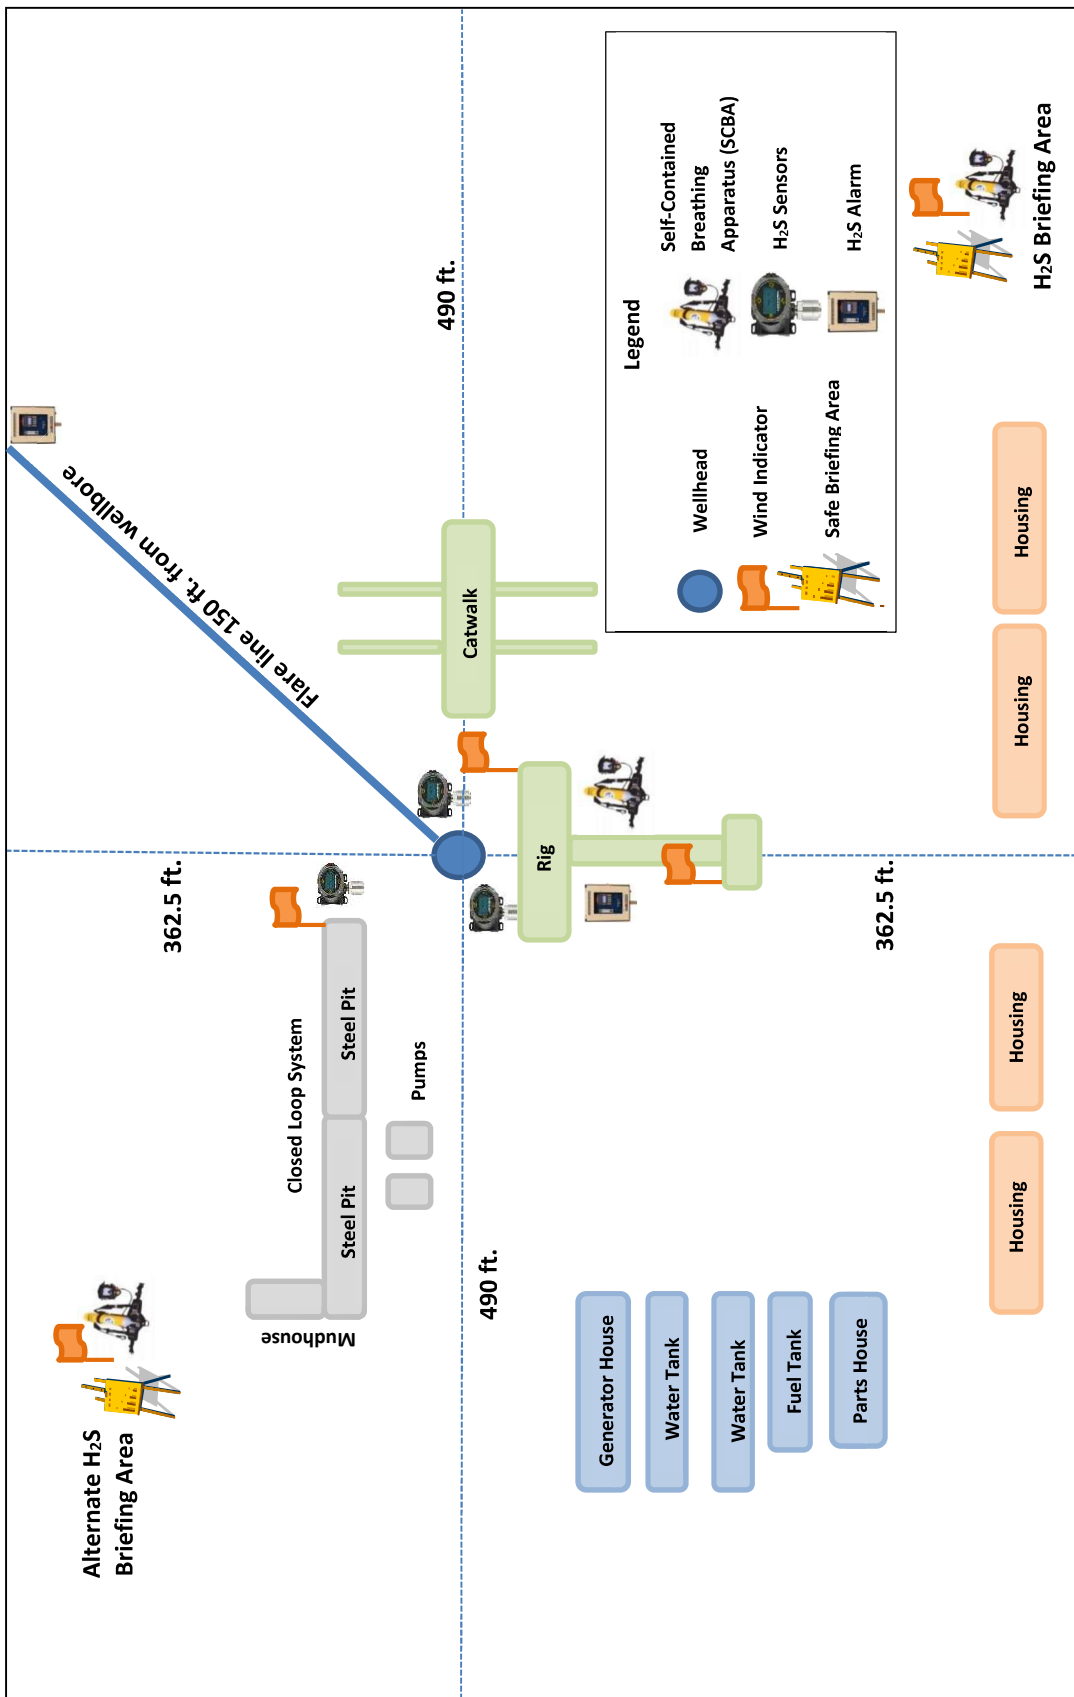 Alternate H₂S
Briefing Area
Mudhouse
Closed Loop System
Steel Pit
Steel Pit
Pumps
362.5 ft.
Flare line 150 ft. from wellbore
490 ft.
490 ft.
Catwalk
Rig
Generator House
Water Tank
Water Tank
Fuel Tank
Parts House
362.5 ft.
Housing
Housing
Housing
Housing
Legend
Wellhead
Wind Indicator
Safe Briefing Area
Self-Contained
Breathing
Apparatus (SCBA)
H₂S Sensors
H₂S Alarm
H₂S Briefing Area